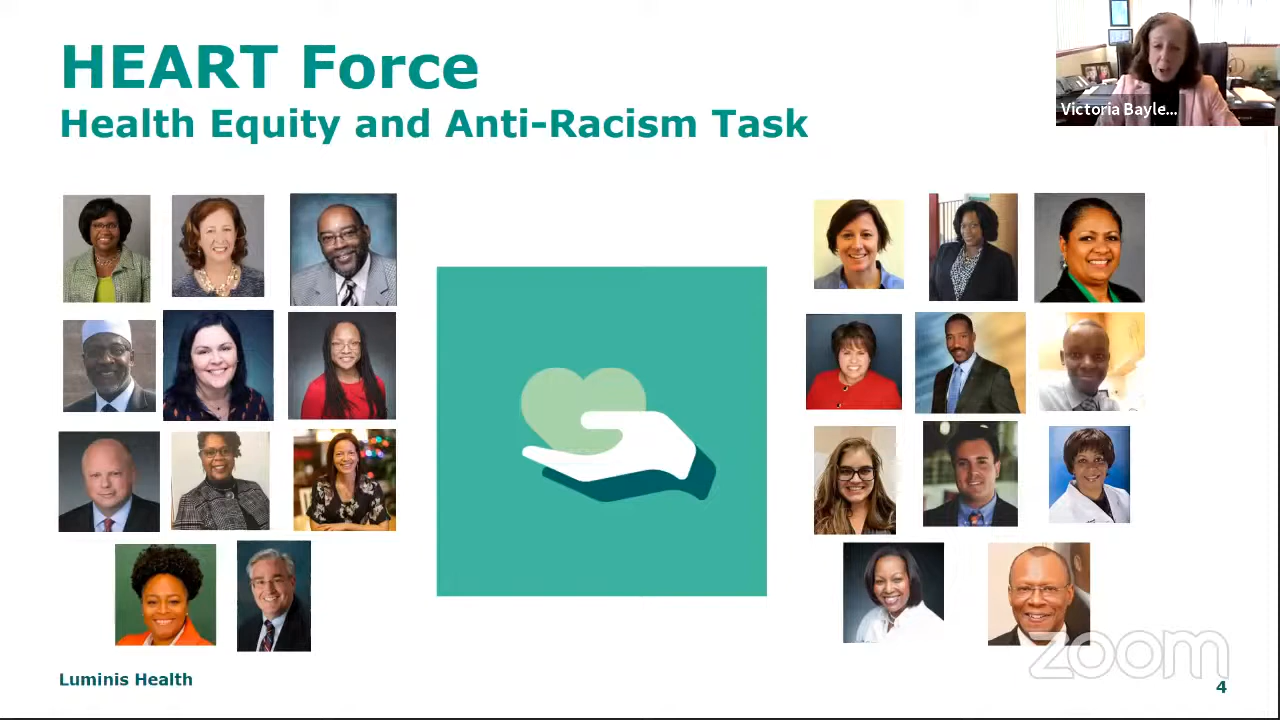 HEART Force
Health Equity and Anti-Racism Task
Victoria Bayle...
Luminis Health
zoom
4